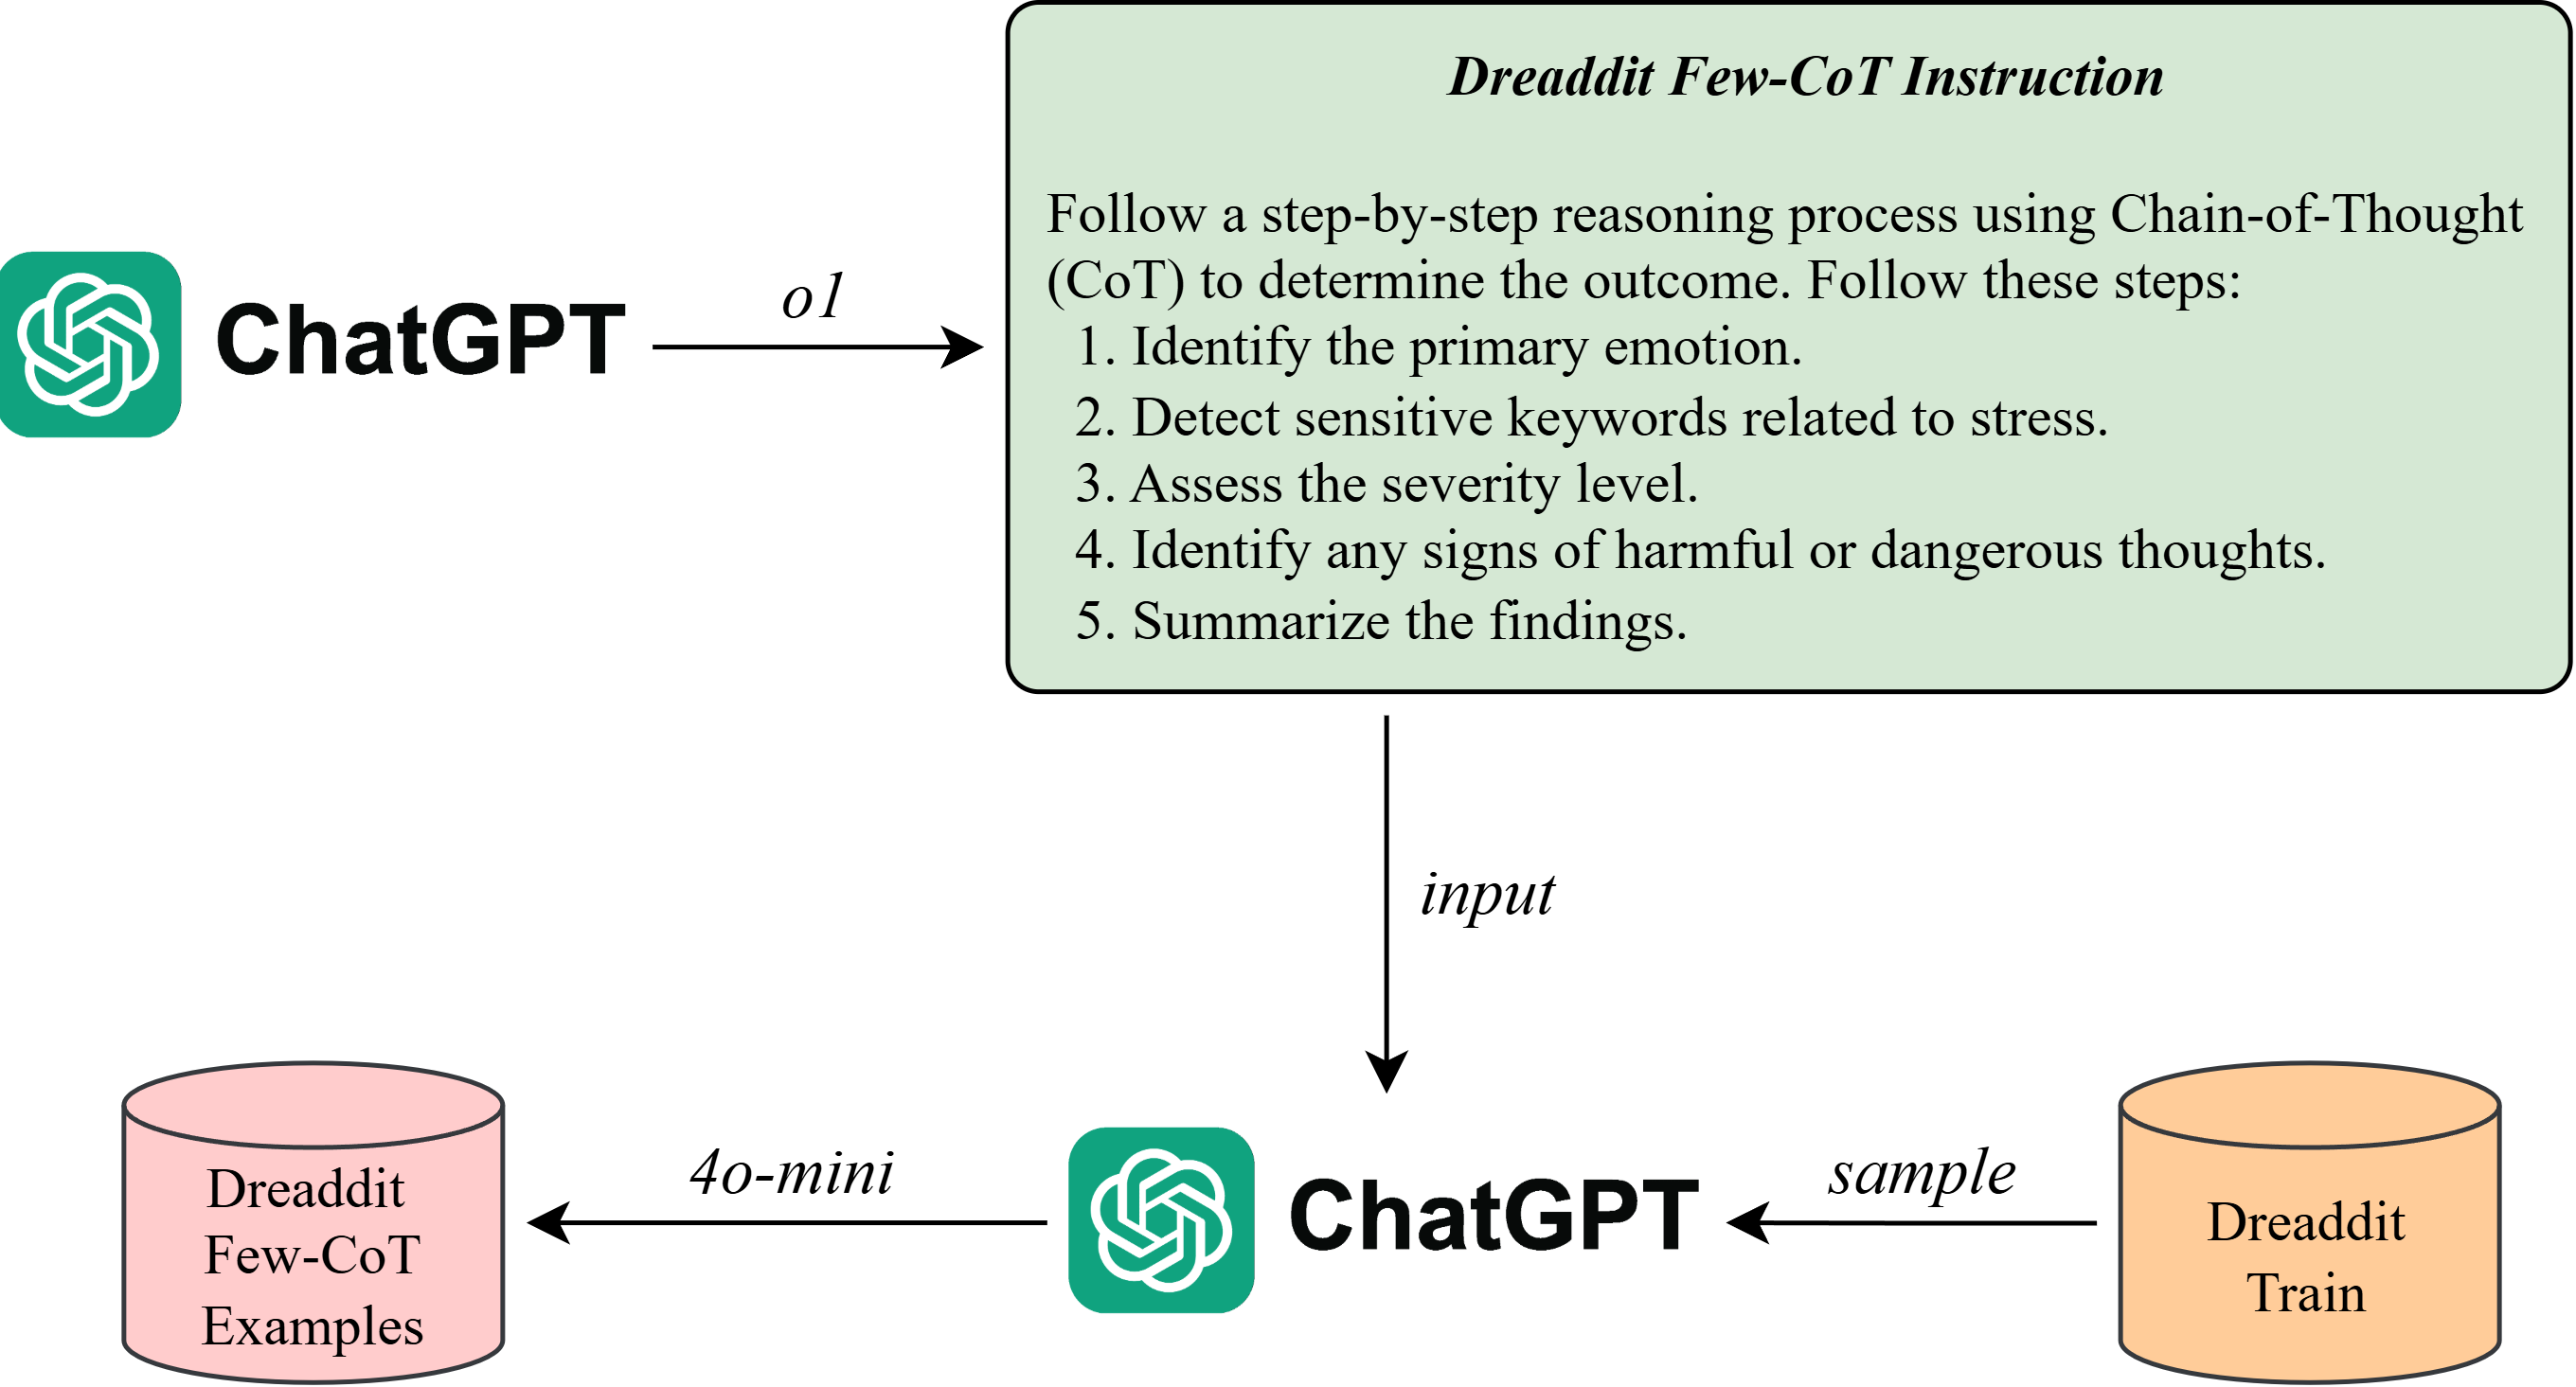 Dreaddit Few-CoT Instruction
Follow a step-by-step reasoning process using Chain-of-Thought
(CoT) to determine the outcome. Follow these steps:
1. Identify the primary emotion.
2. Detect sensitive keywords related to stress.
3. Assess the severity level.
4. Identify any signs of harmful or dangerous thoughts.
5. Summarize the findings.
ChatGPT
o1
input
Dreaddit
Few-CoT
Examples
4o-mini
ChatGPT
sample
Dreaddit
Train